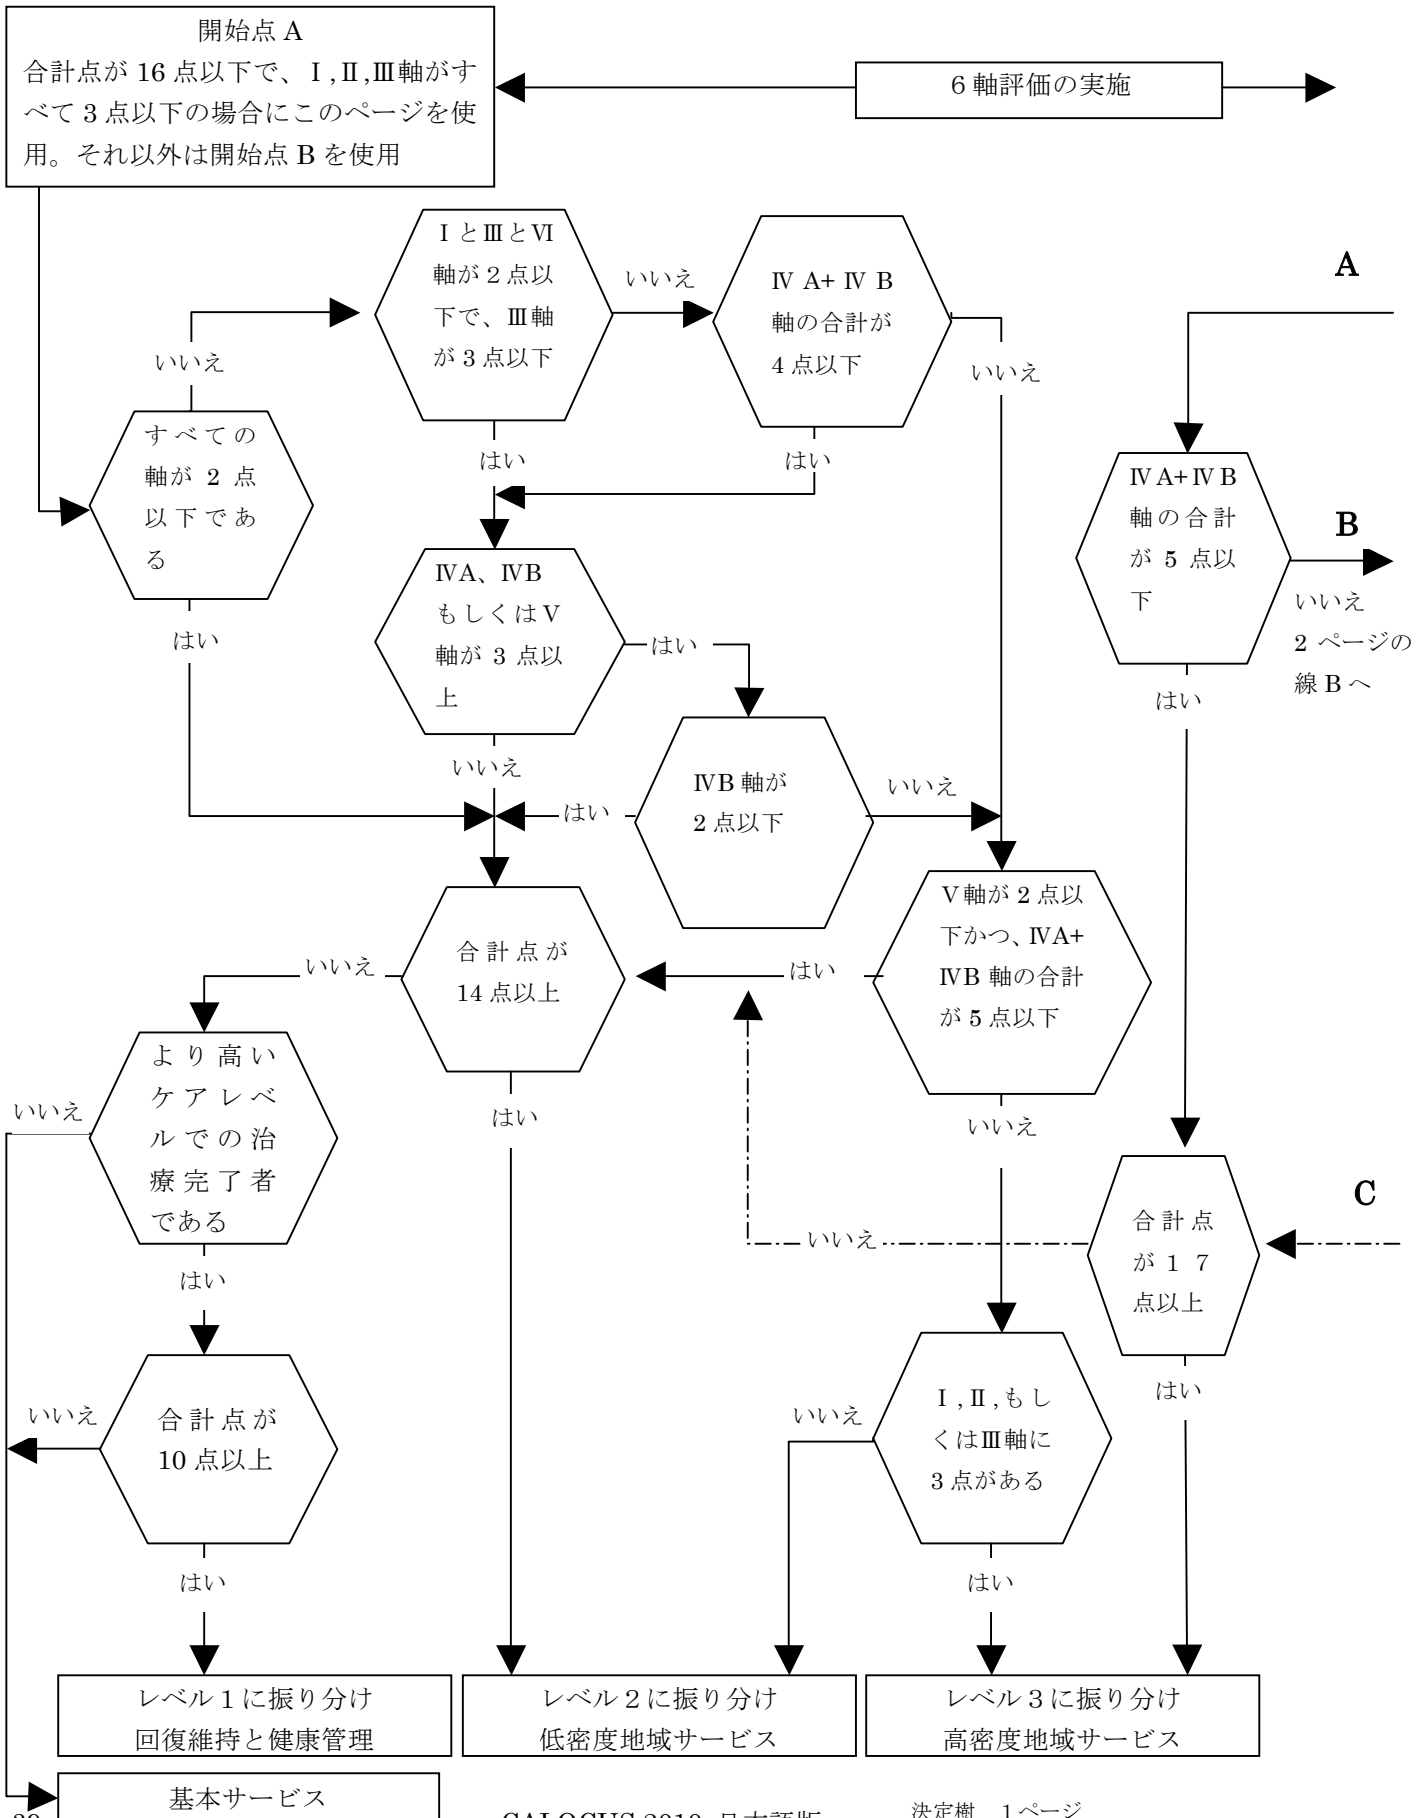 開始点 A
合計点が 16 点以下で、Ⅰ,Ⅱ,Ⅲ軸がす
べて 3 点以下の場合にこのページを使
用。それ以外は開始点 B を使用
6 軸評価の実施
ⅠとⅢとⅥ
軸が 2 点以
下で、Ⅲ軸
が 3 点以下
いいえ
ⅣA+ⅣB
軸の合計が
4 点以下
いいえ
A
いいえ
すべての
軸が 2 点
以下であ
る
はい
はい
ⅣA+ⅣB
軸の合計
が 5 点以
下
B
いいえ
2 ページの
線 B へ
はい
ⅣA、ⅣB
もしくはⅤ
軸が 3 点以
上
はい
はい
いいえ
ⅣB 軸が
2 点以下
はい
いいえ
Ⅴ軸が 2 点以
下かつ、ⅣA+
ⅣB 軸の合計
が 5 点以下
はい
合計点が
14 点以上
いいえ
はい
いいえ
より高い
ケアレベ
ルでの治
療完了者
である
いいえ
はい
C
合計点
が１７
点以上
いいえ
はい
合計点が
10 点以上
いいえ
はい
Ⅰ,Ⅱ,もし
くはⅢ軸に
3 点がある
いいえ
はい
レベル１に振り分け
回復維持と健康管理
レベル２に振り分け
低密度地域サービス
レベル３に振り分け
高密度地域サービス
基本サービス
CALOCUS 2010 日本語版
決定樹 1 ページ